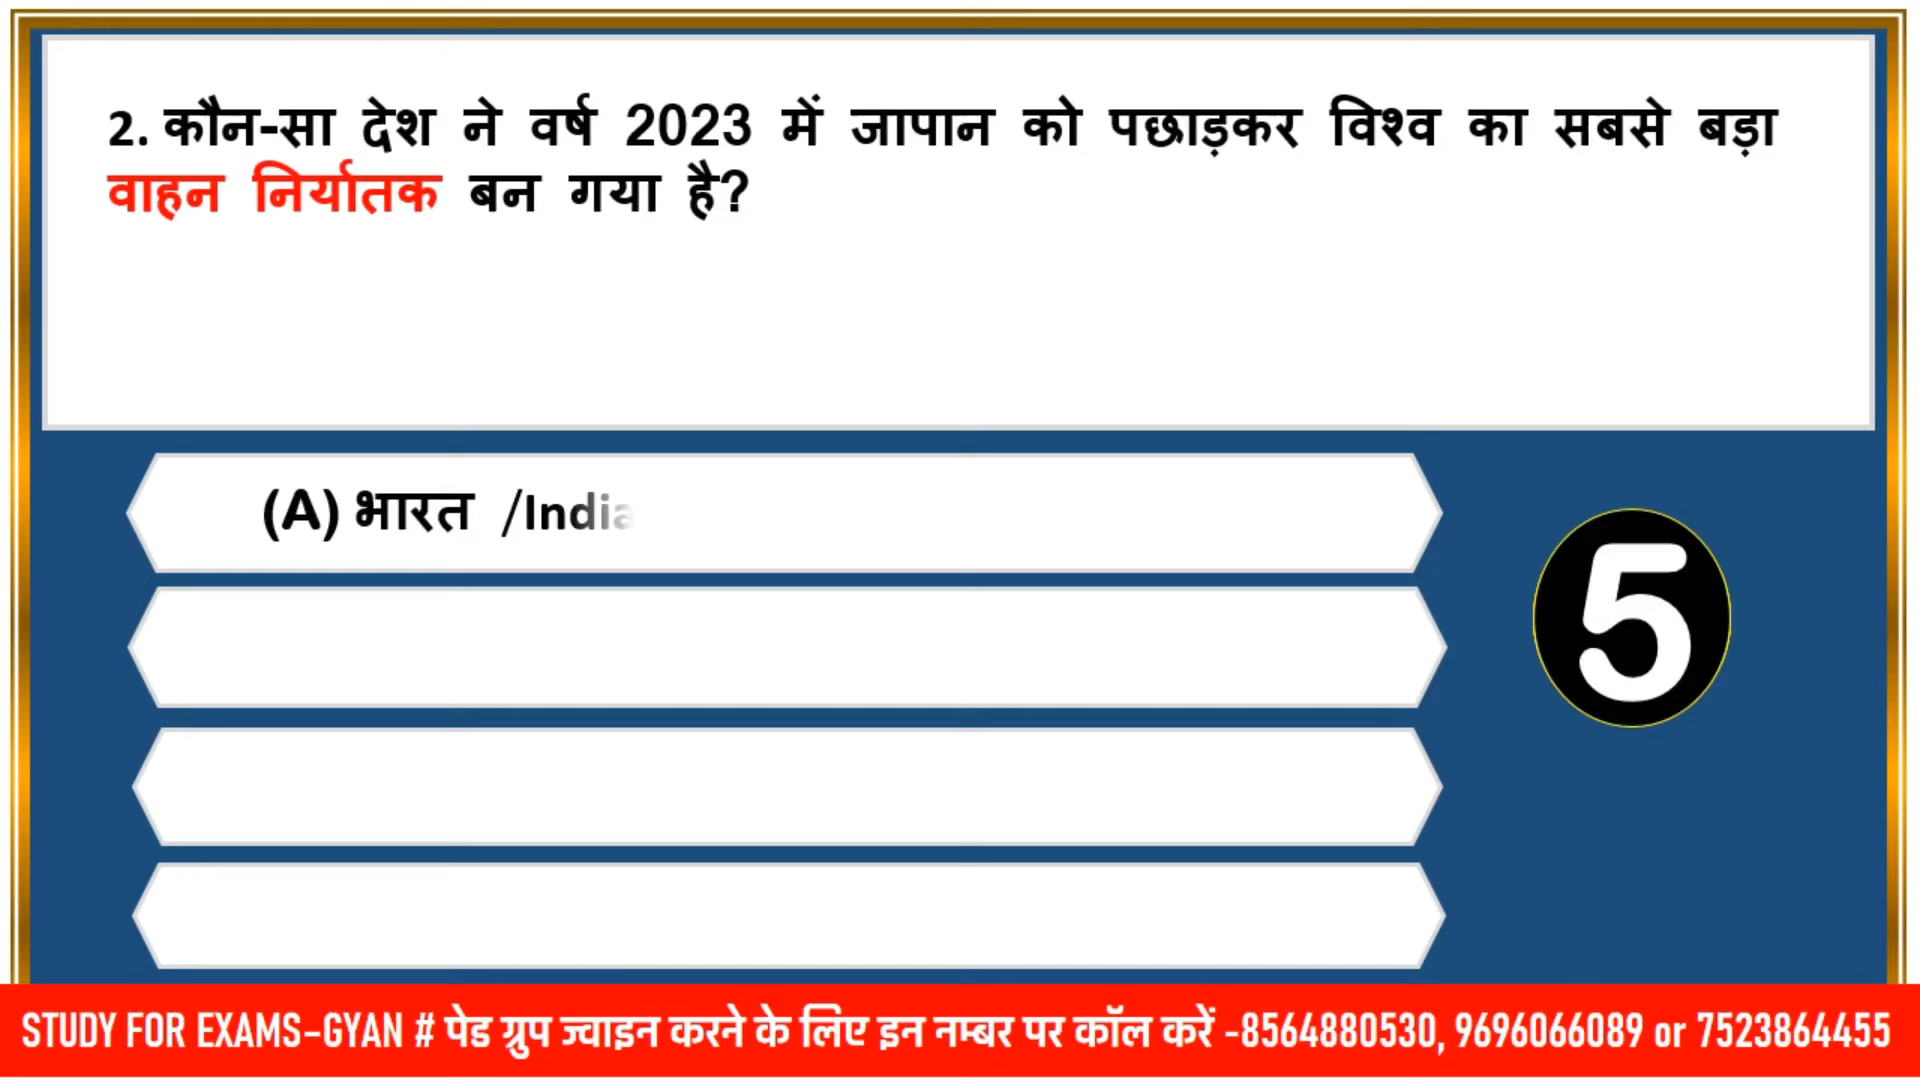 2. कौन-सा देश ने वर्ष 2023 में जापान को पछाड़कर विश्व का सबसे बड़ा
वाहन निर्यातक बन गया है?
(A) भारत /India
5
STUDY FOR EXAMS-GYAN # पेड ग्रुप ज्वाइन करने के लिए इन नम्बर पर कॉल करें -8564880530, 9696066089 or 7523864455